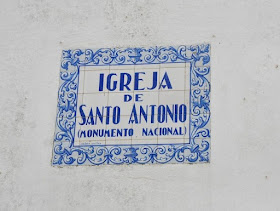 IGREJA
DE
SANTO ANTONIO
(MONUMENTO NACIONAL)